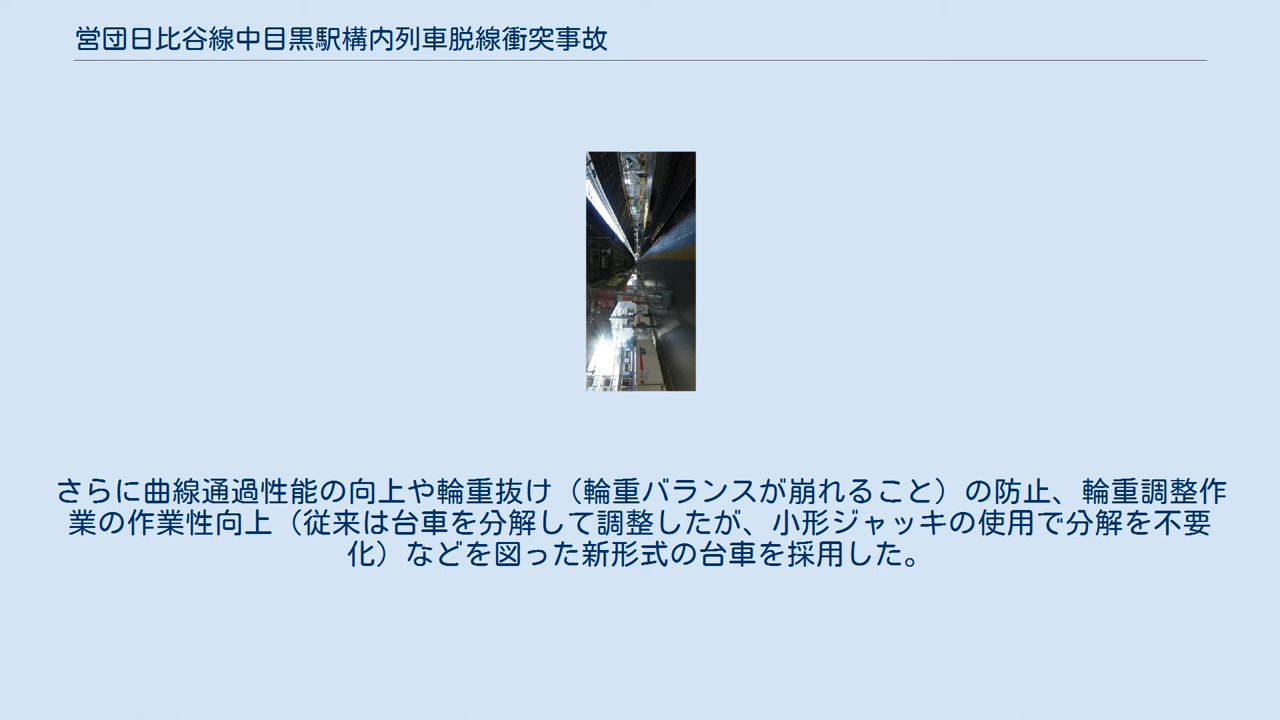 営団日比谷線中目黒駅構内列車脱線衝突事故
さらに曲線通過性能の向上や輪重抜け（輪重バランスが崩れること）の防止、輪重調整作
業の作業性向上（従来は台車を分解して調整したが、小形ジャッキの使用で分解を不要
化）などを図った新形式の台車を採用した。